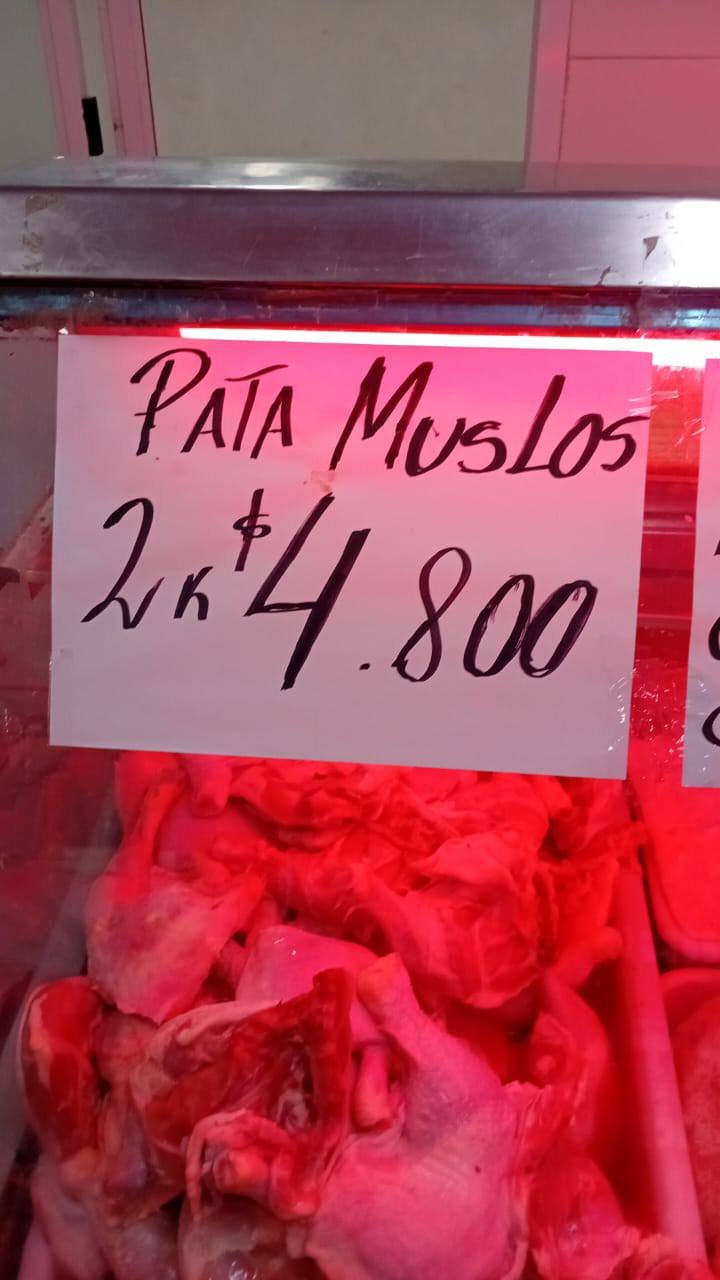 PATA MUSLOS
2K $4.800